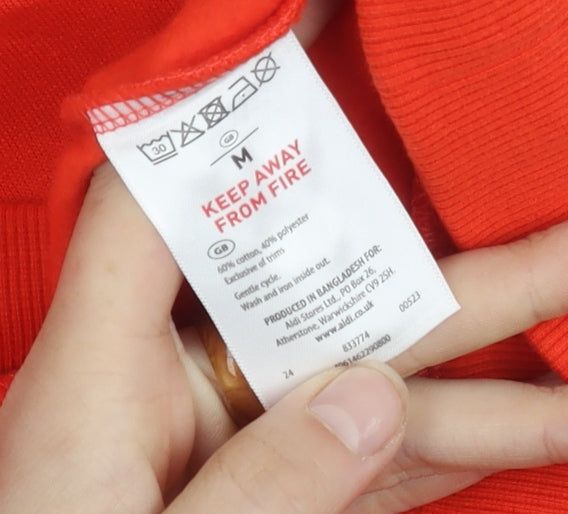 30
GB
M
KEEP AWAY
FROM FIRE
GB
60% cotton, 40% polyester
Exclusive of trims
Gentle cycle.
Wash and iron inside out.
PRODUCED IN BANGLADESH FOR:
Aldi Stores Ltd., PO Box 26,
Atherstone, Warwickshire CV9 2SH.
www.aldi.co.uk
00523
833774
24